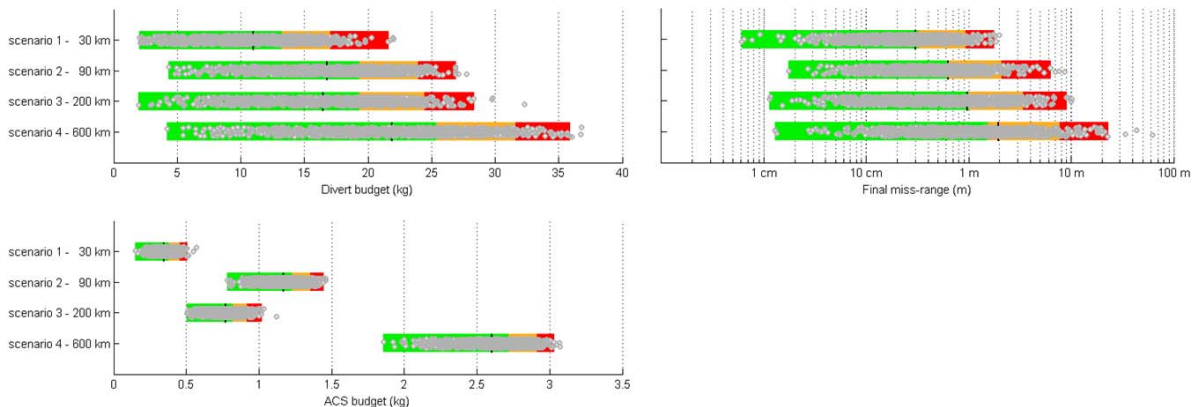 scenario 1 - 30 km
scenario 2 - 90 km
scenario 3 - 200 km
scenario 4 - 600 km
0 5 10 15 20 25 30 35 40
Divert budget (kg)
1 cm 10 cm 1 m 10 m 100 m
Final miss-range (m)
scenario 1 - 30 km
scenario 2 - 90 km
scenario 3 - 200 km
scenario 4 - 600 km
0 0.5 1 1.5 2 2.5 3 3.5
ACS budget (kg)